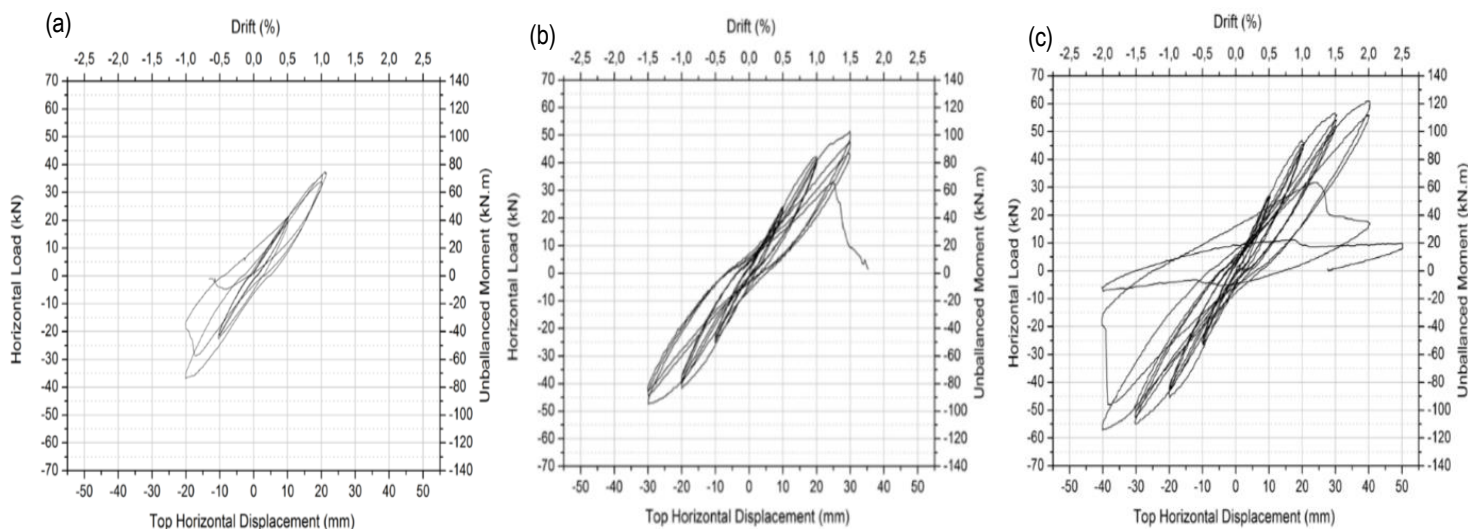 (a)
Drift (%)
-2,5 -2,0 -1,5 -1,0 -0,5 0,0 0,5 1,0 1,5 2,0 2,5
70 140
60 120
50 100
40 80
30 60
20 40
10 20
0 0
-10 -20
-20 -40
-30 -60
-40 -80
-50 -100
-60 -120
-70 -140
Horizontal Load (kN)
Unballanced Moment (kN.m)
-50 -40 -30 -20 -10 0 10 20 30 40 50
Top Horizontal Displacement (mm)
(b)
Drift (%)
-2,5 -2,0 -1,5 -1,0 -0,5 0,0 0,5 1,0 1,5 2,0 2,5
70 140
60 120
50 100
40 80
30 60
20 40
10 20
0 0
-10 -20
-20 -40
-30 -60
-40 -80
-50 -100
-60 -120
-70 -140
Horizontal Load (kN)
Unballanced Moment (kN.m)
-50 -40 -30 -20 -10 0 10 20 30 40 50
Top Horizontal Displacement (mm)
(c)
Drift (%)
-2,5 -2,0 -1,5 -1,0 -0,5 0,0 0,5 1,0 1,5 2,0 2,5
70 140
60 120
50 100
40 80
30 60
20 40
10 20
0 0
-10 -20
-20 -40
-30 -60
-40 -80
-50 -100
-60 -120
-70 -140
Horizontal Load (kN)
Unballanced Moment (kN.m)
-50 -40 -30 -20 -10 0 10 20 30 40 50
Top Horizontal Displacement (mm)